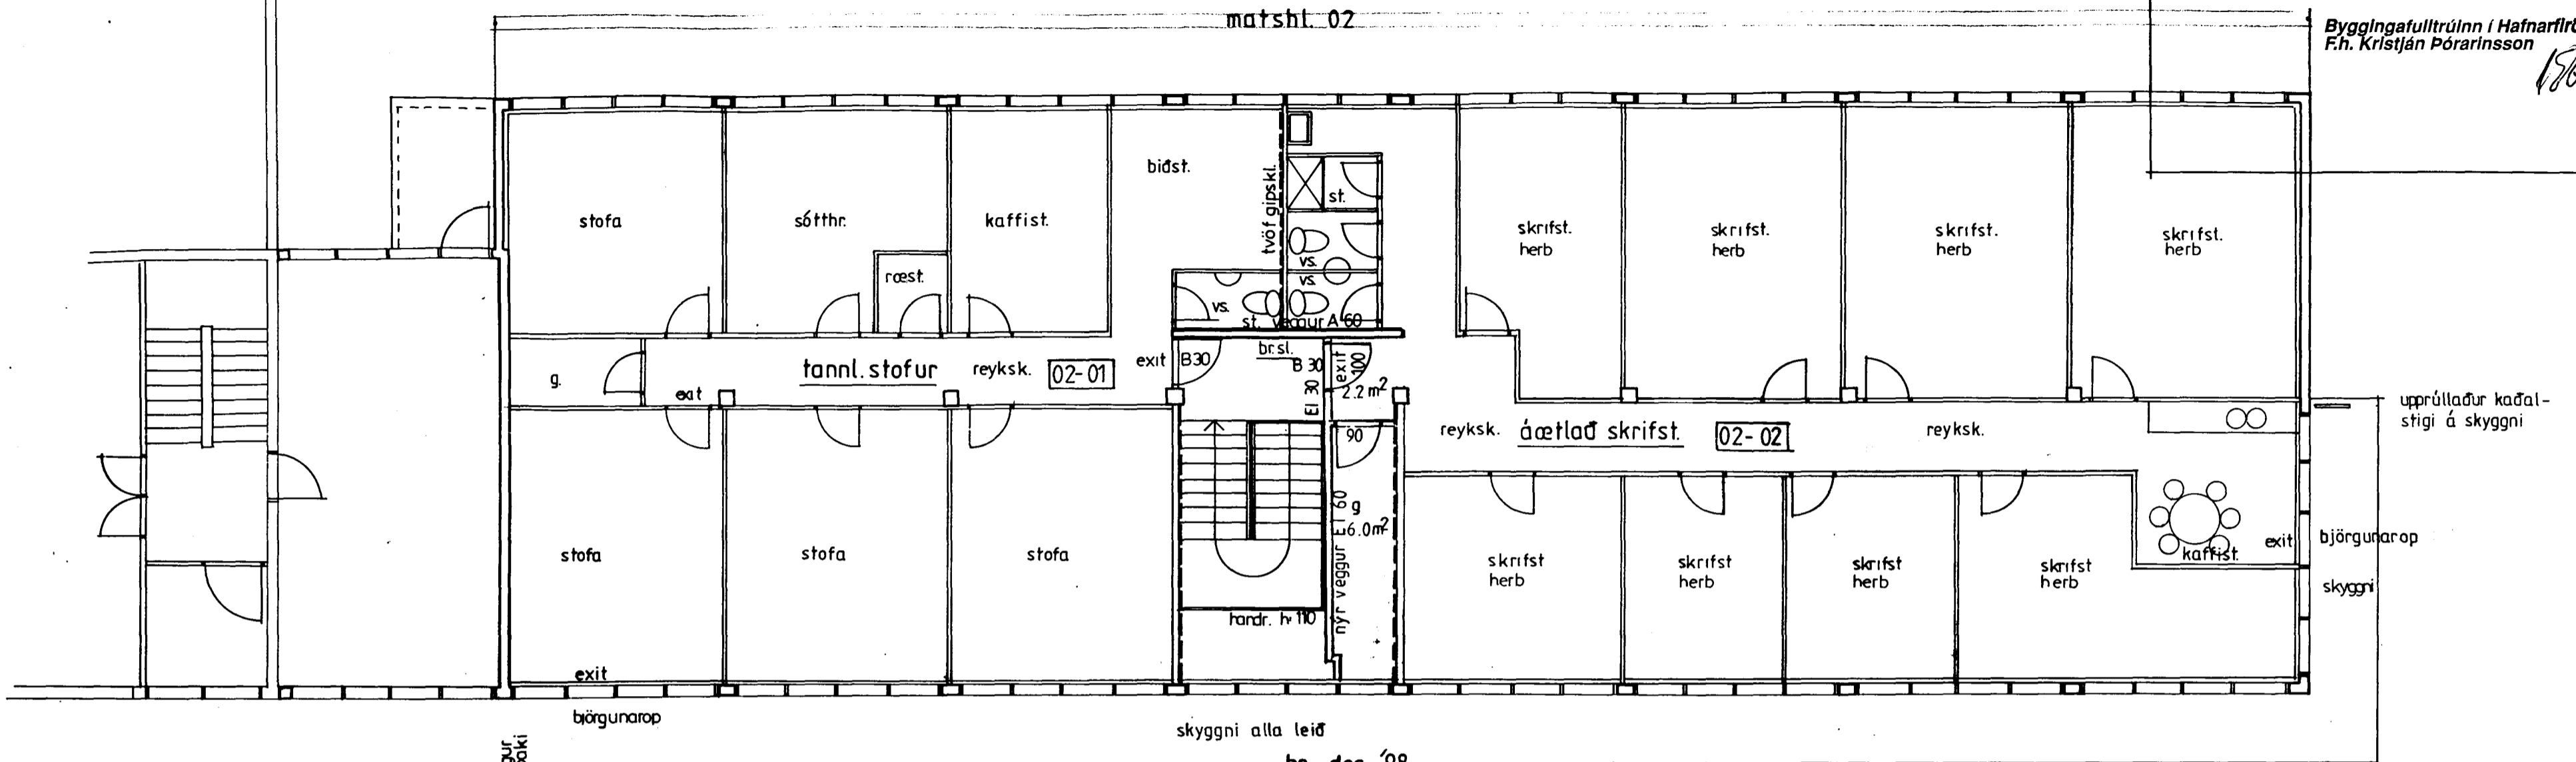 matshl. 02
Byggingafulltrúinn í Hafnarfir
F.h. Kristján Þórarinsson
stofa
sótthr.
kaffist.
biðst.
tvöf gipskl.
st.
vs.
vs.
vs.
ræst.
skrifst.
herb
skrifst.
herb
skrifst.
herb
skrifst.
herb
st. veggur A 60
g.
exit
tannl. stofur
reyksk.
02-01
exit
B30
br.sl.
B 30
EI 30
exit
100
2.2 m²
90
reyksk.
áætlað skrifst.
02-02
reyksk.
upprúllaður kaðal-
stigi á skyggni
stofa
stofa
stofa
nýr veggur EI 60
g
6.0m²
handr. h: 110
skrifst
herb
skrifst
herb
skrifst
herb
skrifst
herb
kaffist.
exit
björgunarop
skyggni
exit
björgunarop
skyggni alla leið